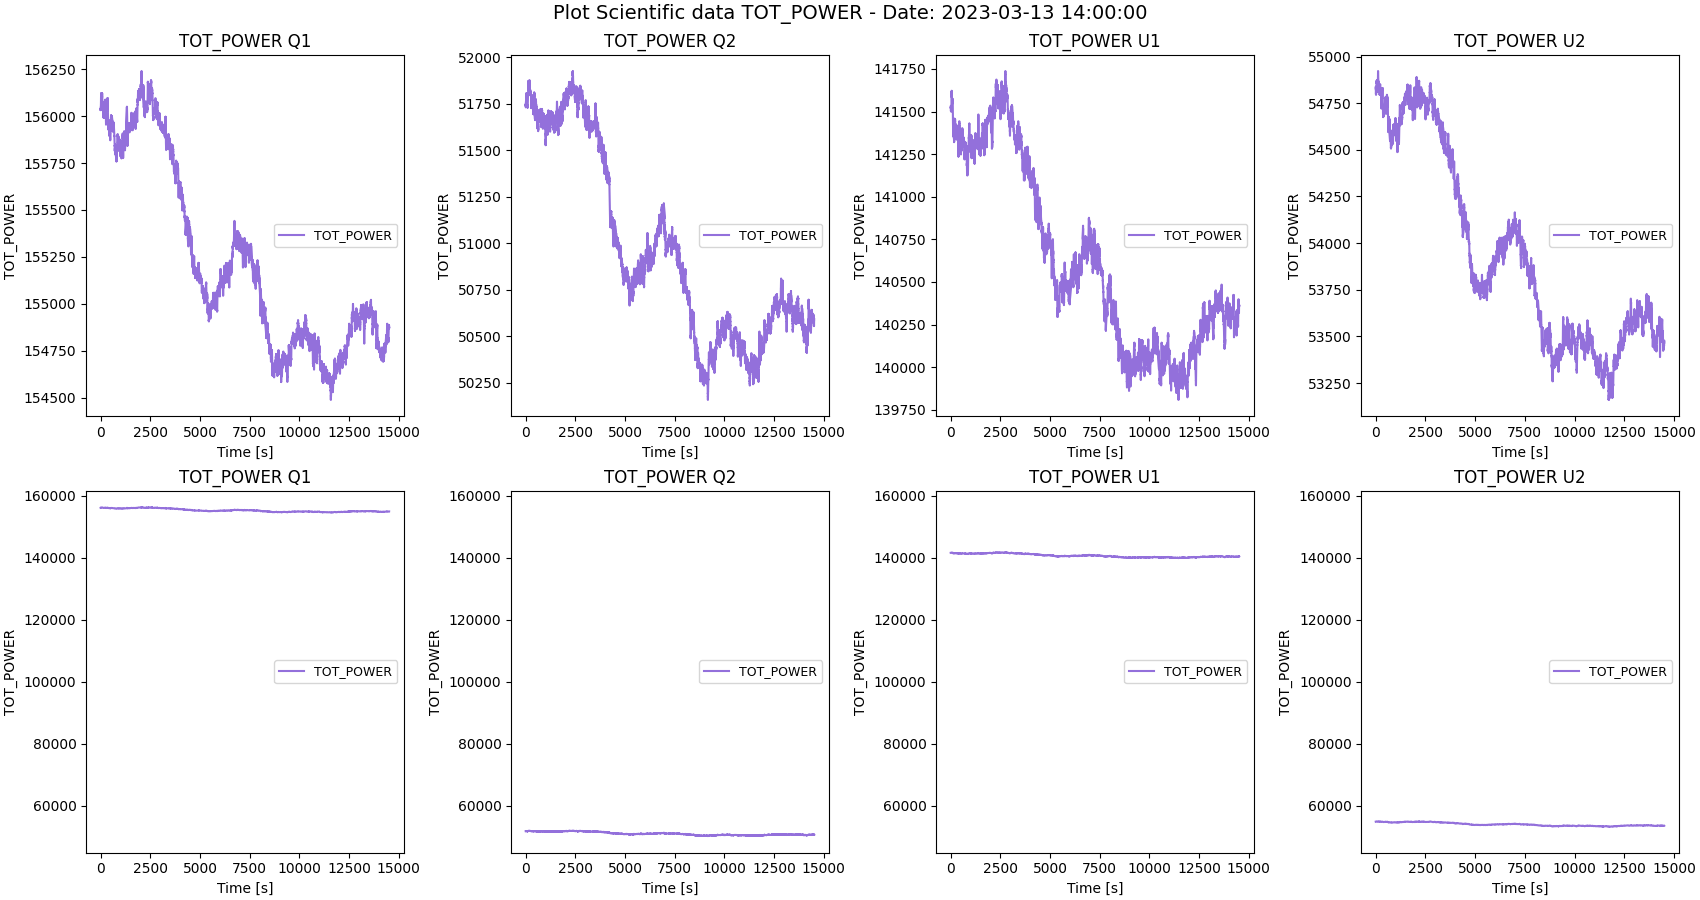 Plot Scientific data TOT_POWER - Date: 2023-03-13 14:00:00
TOT_POWER Q1
TOT_POWER
156250
156000
155750
155500
155250
155000
154750
154500
TOT_POWER
0 2500 5000 7500 10000 12500 15000
Time [s]
TOT_POWER Q2
TOT_POWER
52000
51750
51500
51250
51000
50750
50500
50250
TOT_POWER
0 2500 5000 7500 10000 12500 15000
Time [s]
TOT_POWER U1
TOT_POWER
141750
141500
141250
141000
140750
140500
140250
140000
139750
TOT_POWER
0 2500 5000 7500 10000 12500 15000
Time [s]
TOT_POWER U2
TOT_POWER
55000
54750
54500
54250
54000
53750
53500
53250
TOT_POWER
0 2500 5000 7500 10000 12500 15000
Time [s]
TOT_POWER Q1
TOT_POWER
160000
140000
120000
100000
80000
60000
TOT_POWER
0 2500 5000 7500 10000 12500 15000
Time [s]
TOT_POWER Q2
TOT_POWER
160000
140000
120000
100000
80000
60000
TOT_POWER
0 2500 5000 7500 10000 12500 15000
Time [s]
TOT_POWER U1
TOT_POWER
160000
140000
120000
100000
80000
60000
TOT_POWER
0 2500 5000 7500 10000 12500 15000
Time [s]
TOT_POWER U2
TOT_POWER
160000
140000
120000
100000
80000
60000
TOT_POWER
0 2500 5000 7500 10000 12500 15000
Time [s]